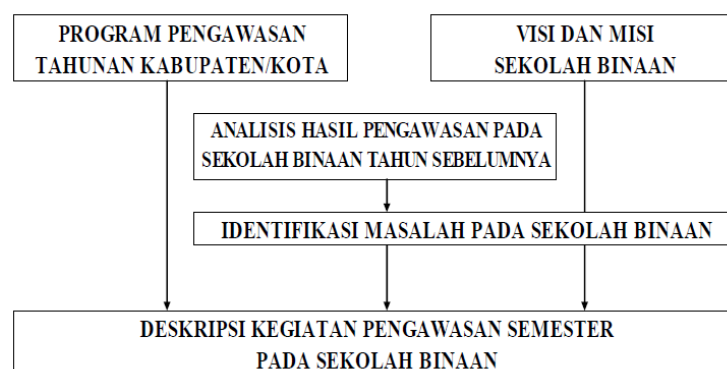 PROGRAM PENGAWASAN
TAHUNAN KABUPATEN/KOTA
VISI DAN MISI
SEKOLAH BINAAN
ANALISIS HASIL PENGAWASAN PADA
SEKOLAH BINAAN TAHUN SEBELUMNYA
IDENTIFIKASI MASALAH PADA SEKOLAH BINAAN
DESKRIPSI KEGIATAN PENGAWASAN SEMESTER
PADA SEKOLAH BINAAN